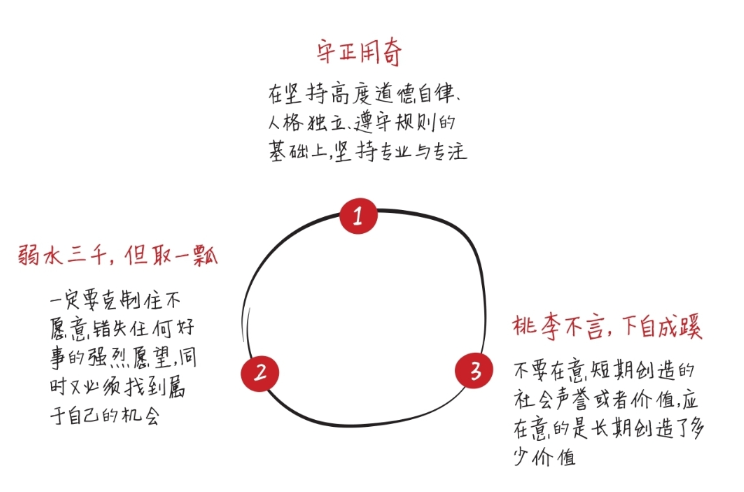 守正用奇
在坚持高度道德自律、
人格独立、遵守规则的
基础上,坚持专业与专注
1
弱水三千,但取一瓢
一定要克制住不
愿意错失任何好
事的强烈愿望,同
时又必须找到属
于自己的机会
2
桃李不言,下自成蹊
不要在意短期创造的
社会声誉或者价值,应
在意的是长期创造了多
少价值
3